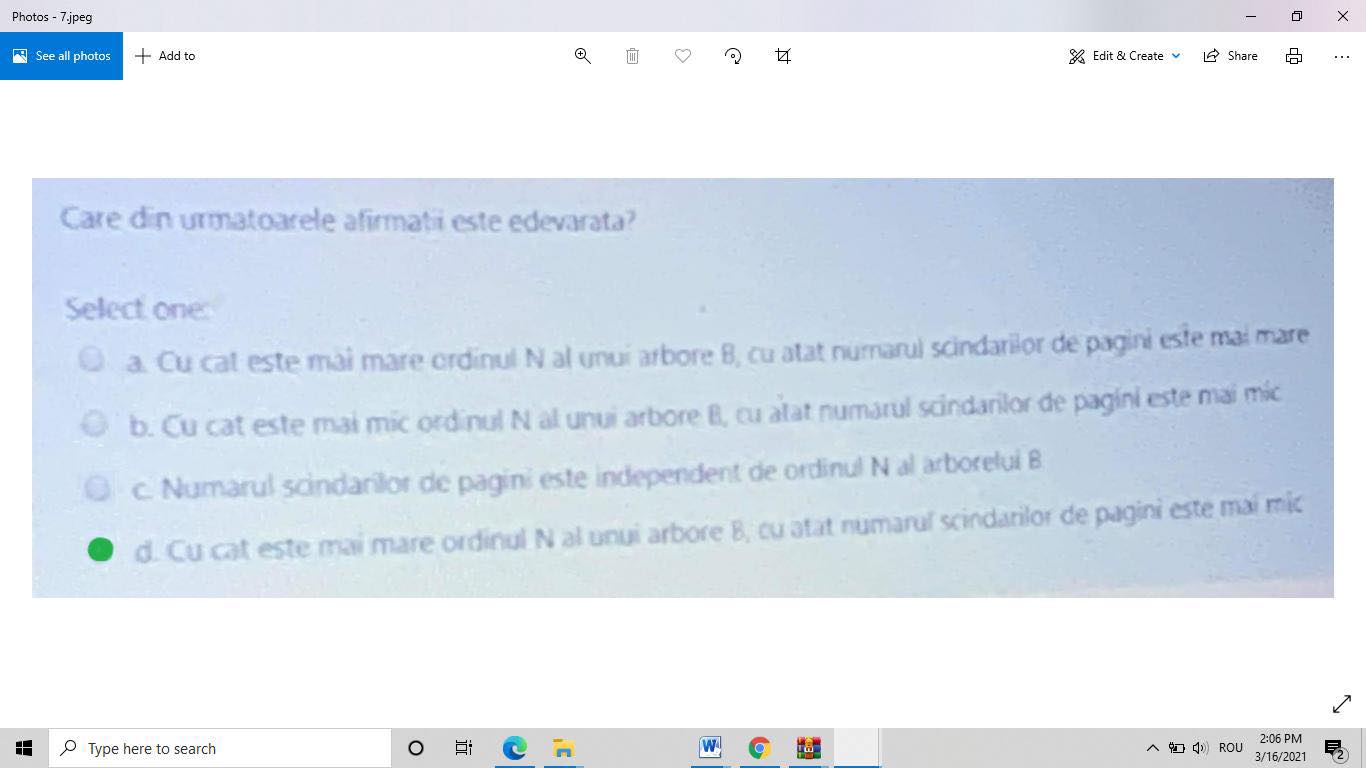 Photos - 7.jpeg
See all photos
Add to
Edit & Create
Share
Care din urmatoarele afirmatii este edevarata?
Select one:
a. Cu cat este mai mare ordinul N al unui arbore B, cu atat numarul scindarilor de pagini este mai mare
b. Cu cat este mai mic ordinul N al unui arbore B, cu atat numarul scindarilor de pagini este mai mic
c. Numarul scindarilor de pagini este independent de ordinul N al arborelui B
d. Cu cat este mai mare ordinul N al unui arbore B, cu atat numarul scindarilor de pagini este mai mic
Type here to search
ROU
2:06 PM
3/16/2021
2